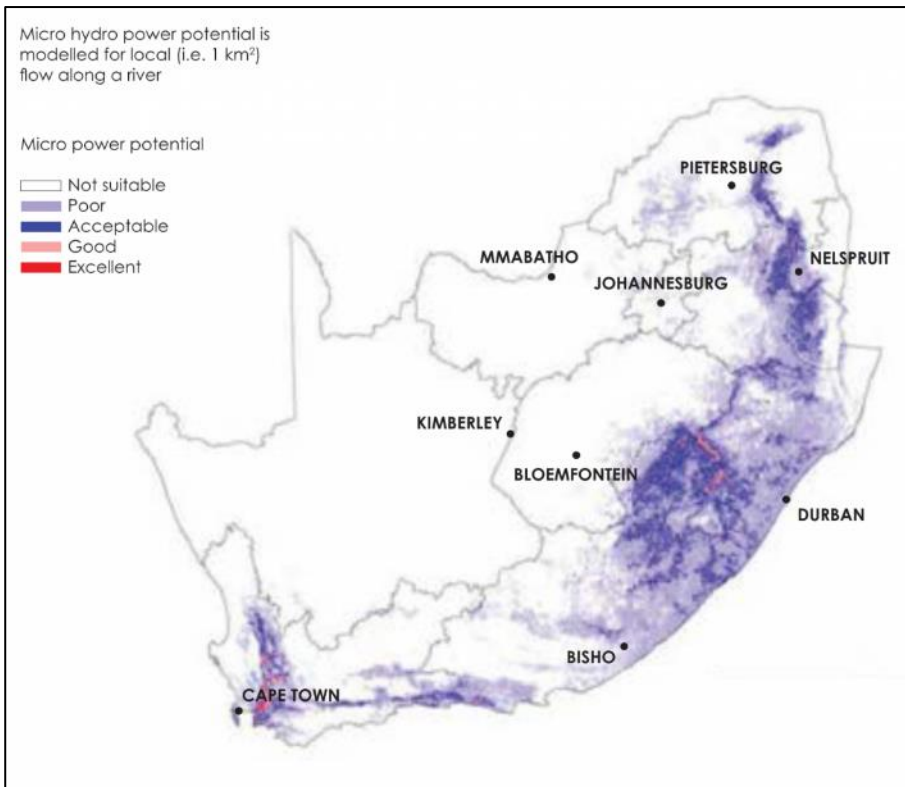 Micro hydro power potential is
modelled for local (i.e. 1 km²)
flow along a river
Micro power potential
Not suitable
Poor
Acceptable
Good
Excellent
PIETERSBURG
NELSPRUIT
MMABATHO
JOHANNESBURG
KIMBERLEY
BLOEMFONTEIN
DURBAN
BISHO
CAPE TOWN